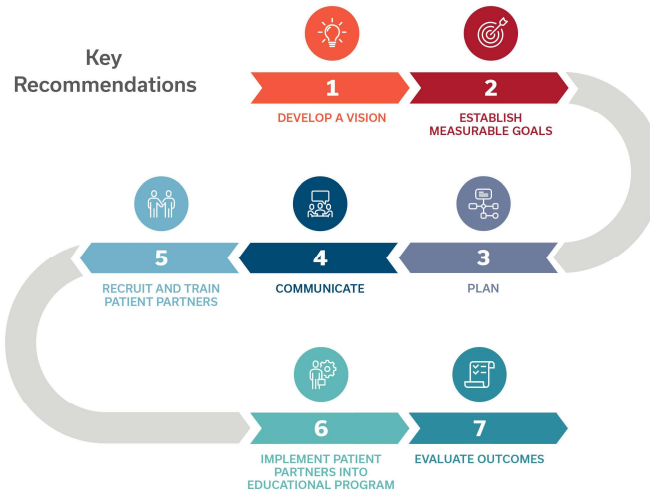 Key
Recommendations
1
2
DEVELOP A VISION
ESTABLISH
MEASURABLE GOALS
3
PLAN
4
COMMUNICATE
5
RECRUIT AND TRAIN
PATIENT PARTNERS
6
IMPLEMENT PATIENT
PARTNERS INTO
EDUCATIONAL PROGRAM
7
EVALUATE OUTCOMES